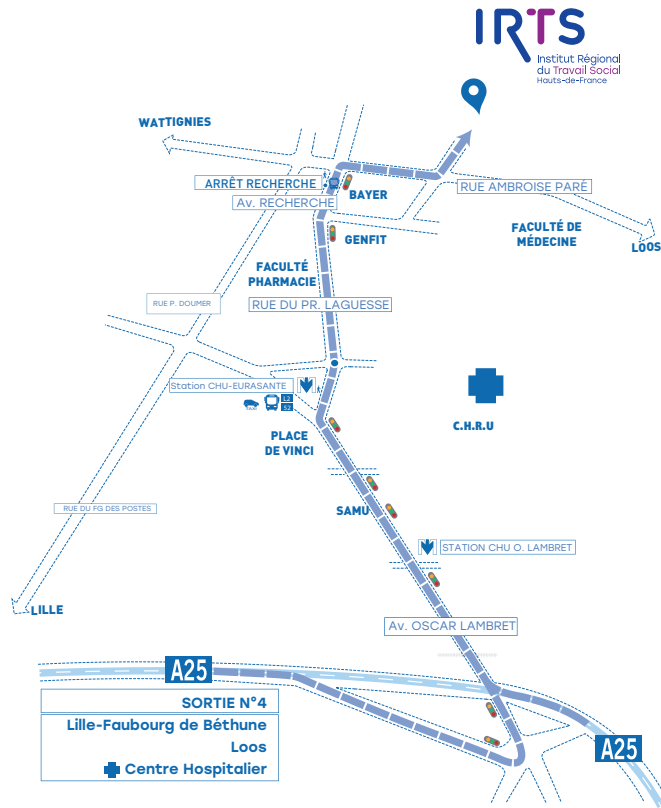 IRTS
Institut Régional
du Travail Social
Hauts-de-France
WATTIGNIES
ARRÊT RECHERCHE
BAYER
Av. RECHERCHE
RUE AMBROISE PARÉ
GENFIT
FACULTÉ DE
MÉDECINE
LOOS
FACULTÉ
PHARMACIE
RUE P. DOUMER
RUE DU PR. LAGUESSE
Station CHU-EURASANTE
L2
52
C.H.R.U
PLACE
DE VINCI
RUE DU FG DES POSTES
SAMU
STATION CHU O. LAMBRET
LILLE
Av. OSCAR LAMBRET
A25
SORTIE N°4
Lille-Faubourg de Béthune
Loos
Centre Hospitalier
A25